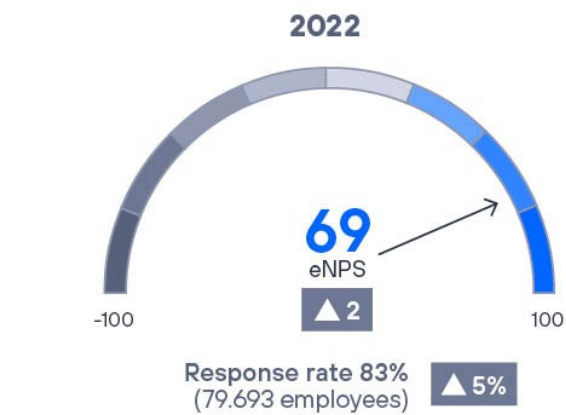 2022
69
eNPS
▲ 2
-100
100
Response rate 83%
(79.693 employees)
▲ 5%